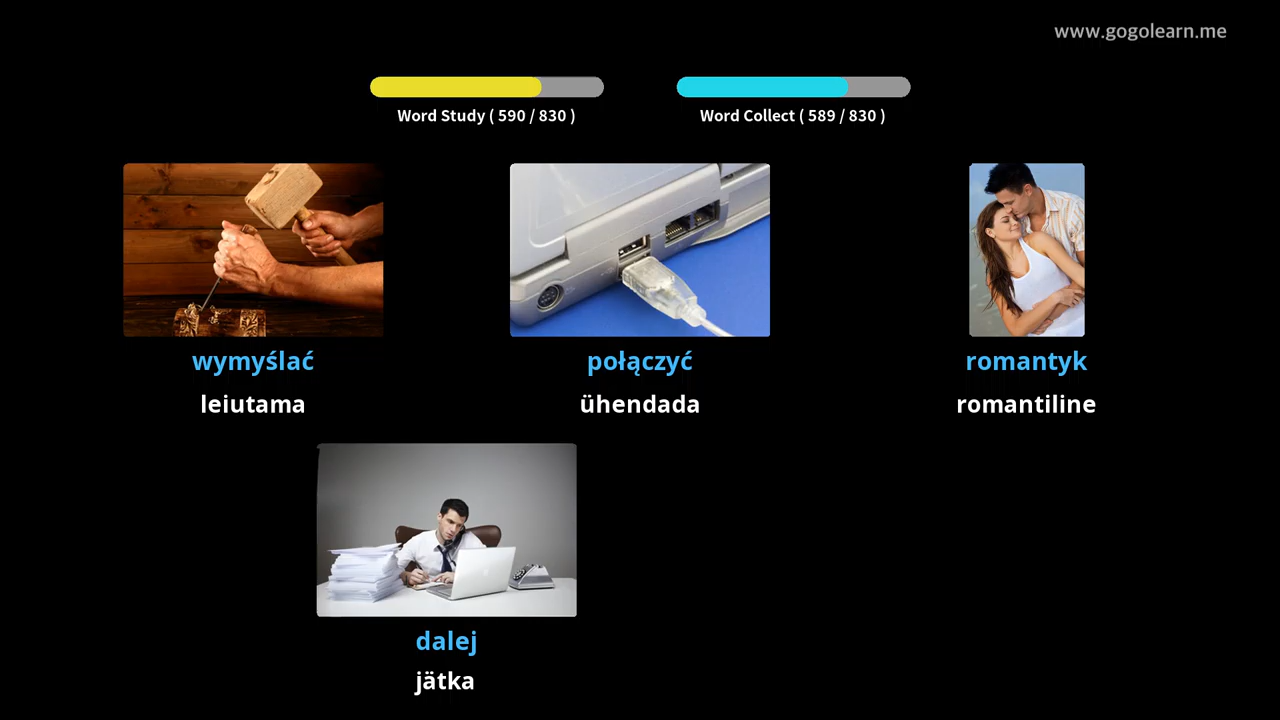 www.gogolearn.me
Word Study ( 590 / 830 )
Word Collect ( 589 / 830 )
wymyślać
leiutama
połączyć
ühendada
romantyk
romantiline
dalej
jätka